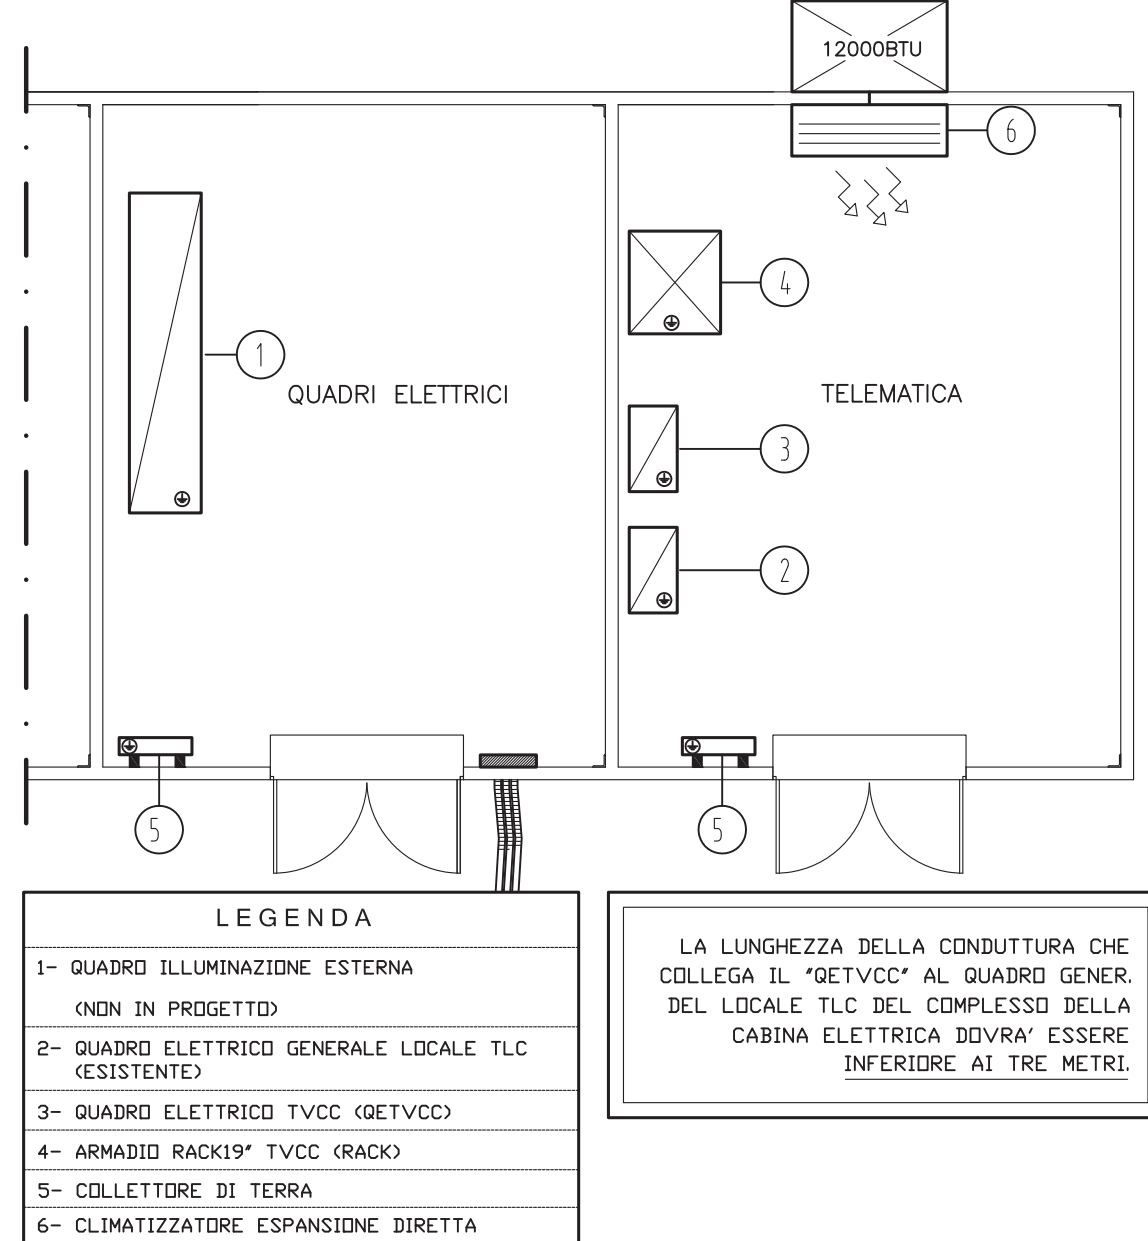 12000BTU
6
4
1
QUADRI ELETTRICI
TELEMATICA
3
2
5
5
LEGENDA
1- QUADRO ILLUMINAZIONE ESTERNA
(NON IN PROGETTO)
2- QUADRO ELETTRICO GENERALE LOCALE TLC
(ESISTENTE)
3- QUADRO ELETTRICO TVCC (QETVCC)
4- ARMADIO RACK19" TVCC (RACK)
5- COLLETTORE DI TERRA
6- CLIMATIZZATORE ESPANSIONE DIRETTA
LA LUNGHEZZA DELLA CONDUTTURA CHE
COLLEGA IL "QETVCC" AL QUADRO GENER.
DEL LOCALE TLC DEL COMPLESSO DELLA
CABINA ELETTRICA DOVRA' ESSERE
INFERIORE AI TRE METRI.